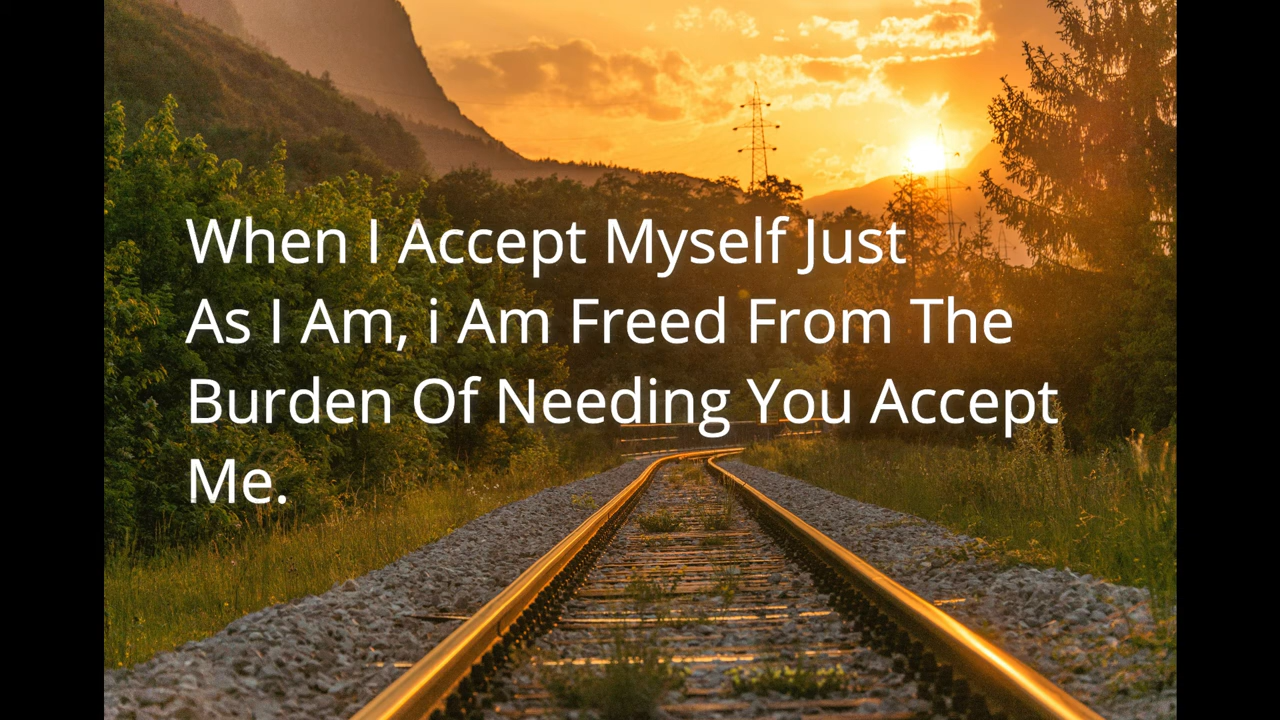 When I Accept Myself Just
As I Am, i Am Freed From The
Burden Of Needing You Accept
Me.